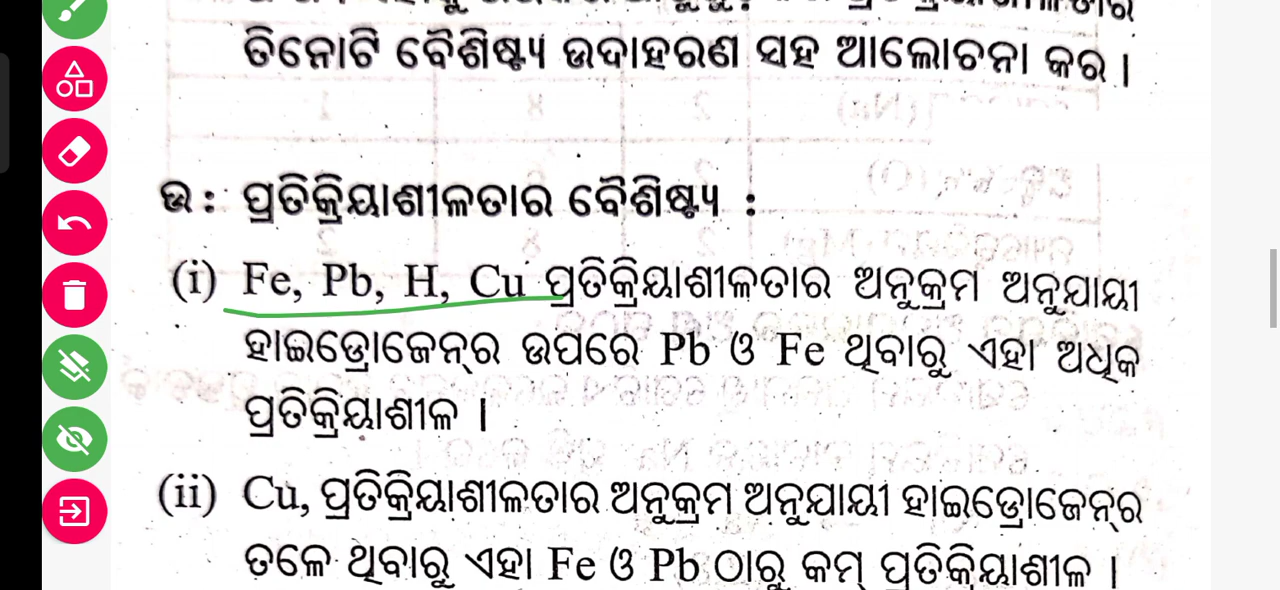 ତିନୋଟି ବୈଶିଷ୍ଟ୍ୟ ଉଦାହରଣ ସହ ଆଲୋଚନା କର ।
ଉ : ପ୍ରତିକ୍ରିୟାଶୀଳତାର ବୈଶିଷ୍ଟ୍ୟ :
(i) Fe, Pb, H, Cu ପ୍ରତିକ୍ରିୟାଶୀଳତାର ଅନୁକ୍ରମ ଅନୁଯାୟୀ
ହାଇଡ୍ରୋଜେନ୍‌ର ଉପରେ Pb ଓ Fe ଥିବାରୁ ଏହା ଅଧିକ
ପ୍ରତିକ୍ରିୟାଶୀଳ ।
(ii) Cu, ପ୍ରତିକ୍ରିୟାଶୀଳତାର ଅନୁକ୍ରମ ଅନୁଯାୟୀ ହାଇଡ୍ରୋଜେନ୍‌ର
ତଳେ ଥିବାରୁ ଏହା Fe ଓ Pb ଠାରୁ କମ୍ ପ୍ରତିକ୍ରିୟାଶୀଳ ।